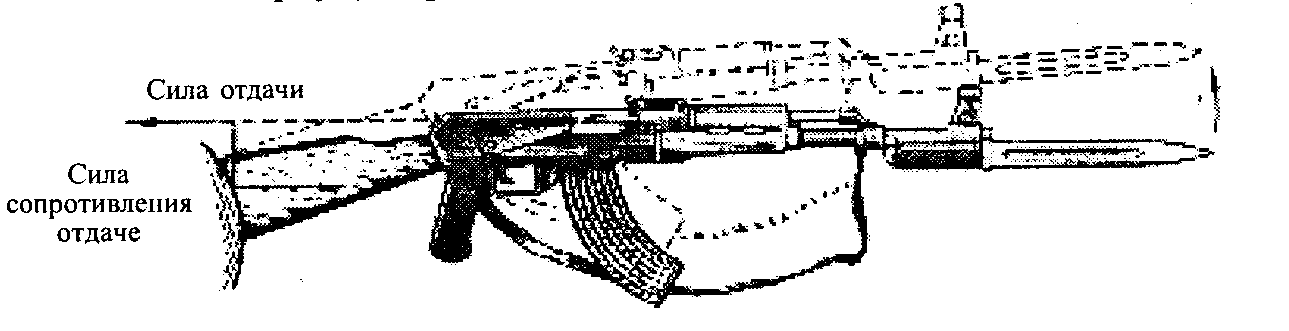 Сила отдачи
Сила
сопротивления
отдаче